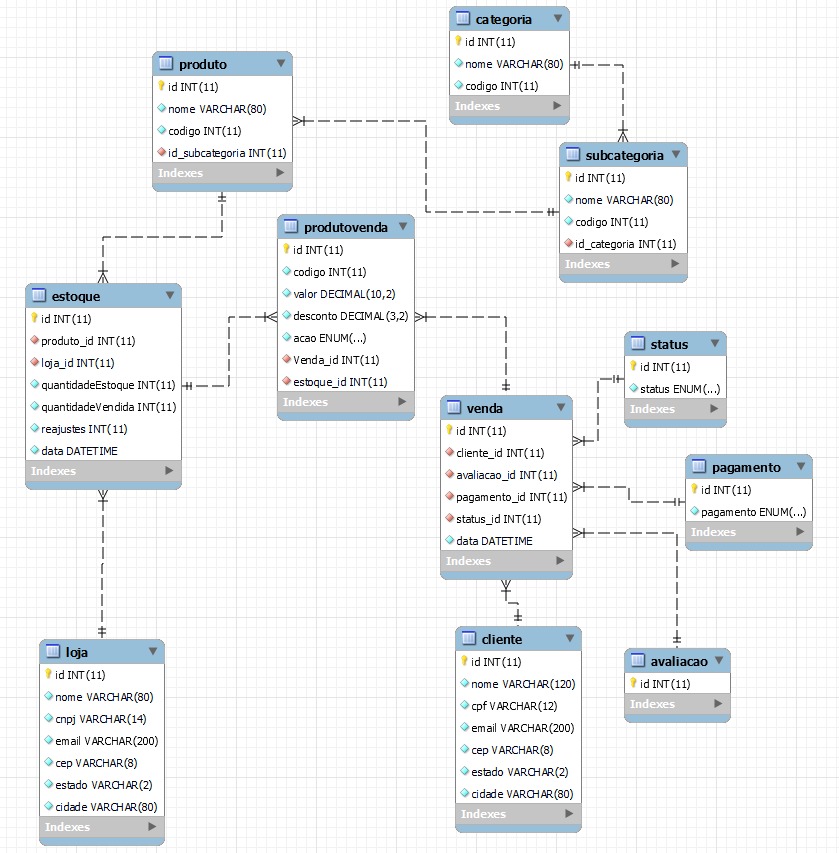 categoria
id INT(11)
nome VARCHAR(80)
codigo INT(11)
Indexes
produto
id INT(11)
nome VARCHAR(80)
codigo INT(11)
id_subcategoria INT(11)
Indexes
subcategoria
id INT(11)
nome VARCHAR(80)
codigo INT(11)
id_categoria INT(11)
Indexes
produtovenda
id INT(11)
codigo INT(11)
valor DECIMAL(10,2)
desconto DECIMAL(3,2)
acao ENUM(...)
Venda_id INT(11)
estoque_id INT(11)
Indexes
estoque
id INT(11)
produto_id INT(11)
loja_id INT(11)
quantidadeEstoque INT(11)
quantidadeVendida INT(11)
reajustes INT(11)
data DATETIME
Indexes
status
id INT(11)
status ENUM(...)
Indexes
venda
id INT(11)
cliente_id INT(11)
avaliacao_id INT(11)
pagamento_id INT(11)
status_id INT(11)
data DATETIME
Indexes
pagamento
id INT(11)
pagamento ENUM(...)
Indexes
loja
id INT(11)
nome VARCHAR(80)
cnpj VARCHAR(14)
email VARCHAR(200)
cep VARCHAR(8)
estado VARCHAR(2)
cidade VARCHAR(80)
Indexes
cliente
id INT(11)
nome VARCHAR(120)
cpf VARCHAR(12)
email VARCHAR(200)
cep VARCHAR(8)
estado VARCHAR(2)
cidade VARCHAR(80)
Indexes
avaliacao
id INT(11)
Indexes